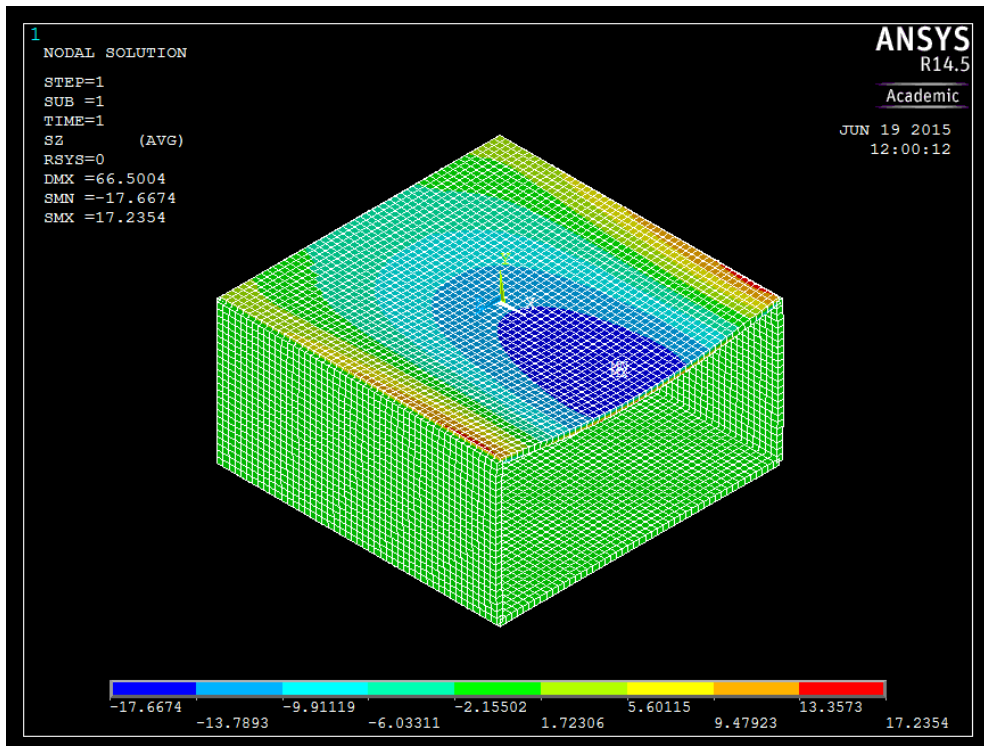 1
NODAL SOLUTION
STEP=1
SUB =1
TIME=1
SZ (AVG)
RSYS=0
DMX =66.5004
SMN =-17.6674
SMX =17.2354
ANSYS
R14.5
Academic
JUN 19 2015
12:00:12
Y
-17.6674 -9.91119 -2.15502 5.60115 13.3573
-13.7893 -6.03311 1.72306 9.47923 17.2354